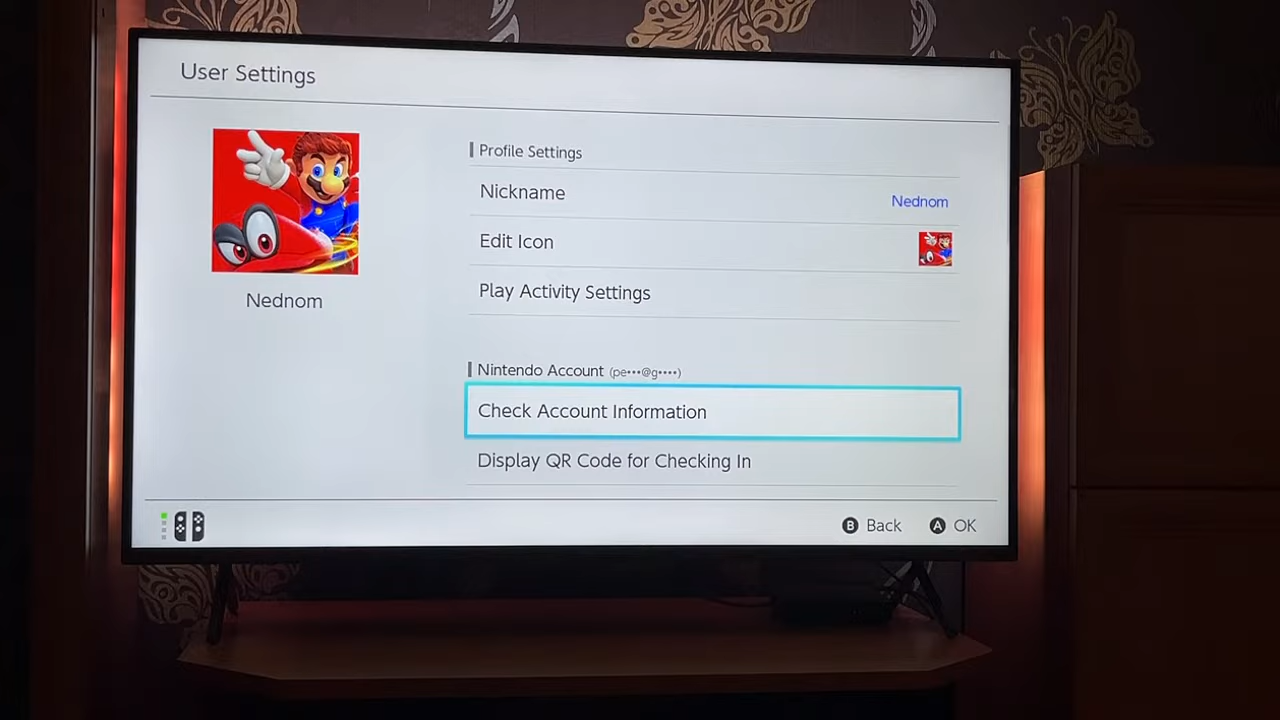 User Settings
Nednom
Profile Settings
Nickname Nednom
Edit Icon
Play Activity Settings
Nintendo Account (pe•••@g••••)
Check Account Information
Display QR Code for Checking In
B Back A OK